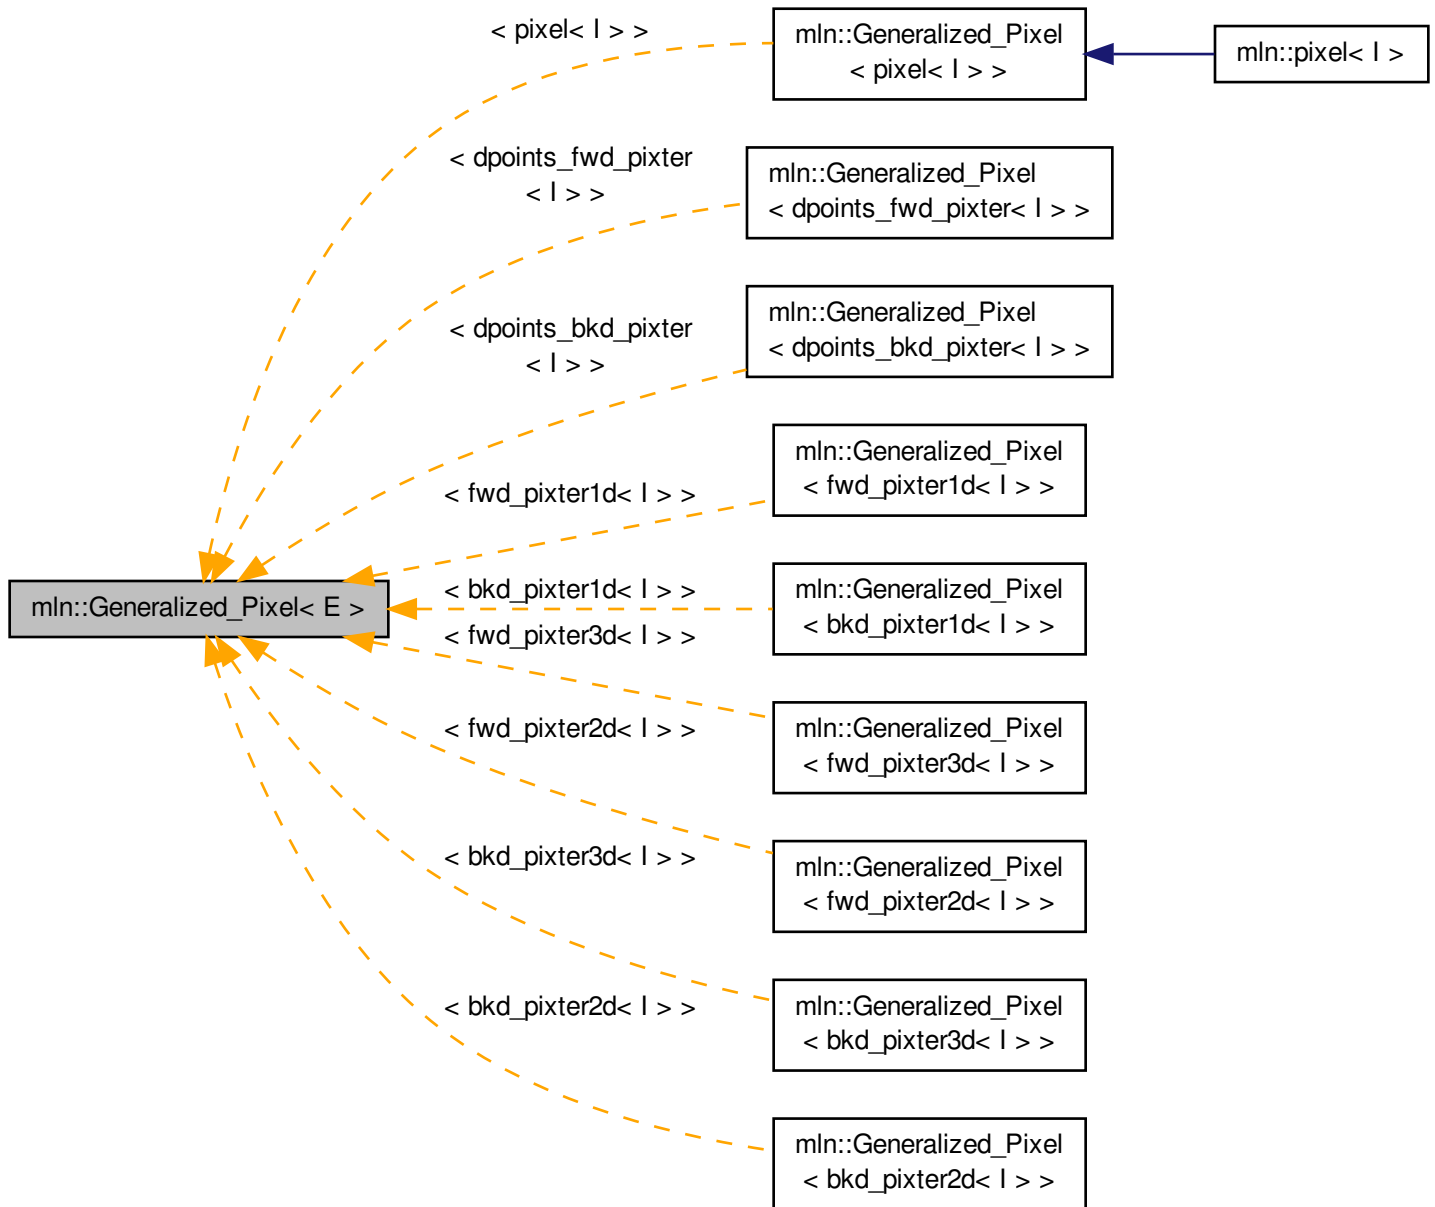 < pixel< I > >
mln::Generalized_Pixel
< pixel< I > >
mln::pixel< I >
< dpoints_fwd_pixter
< I > >
mln::Generalized_Pixel
< dpoints_fwd_pixter< I > >
< dpoints_bkd_pixter
< I > >
mln::Generalized_Pixel
< dpoints_bkd_pixter< I > >
< fwd_pixter1d< I > >
mln::Generalized_Pixel
< fwd_pixter1d< I > >
mln::Generalized_Pixel< E >
< bkd_pixter1d< I > >
mln::Generalized_Pixel
< bkd_pixter1d< I > >
< fwd_pixter3d< I > >
mln::Generalized_Pixel
< fwd_pixter3d< I > >
< fwd_pixter2d< I > >
mln::Generalized_Pixel
< fwd_pixter2d< I > >
< bkd_pixter3d< I > >
mln::Generalized_Pixel
< bkd_pixter3d< I > >
< bkd_pixter2d< I > >
mln::Generalized_Pixel
< bkd_pixter2d< I > >